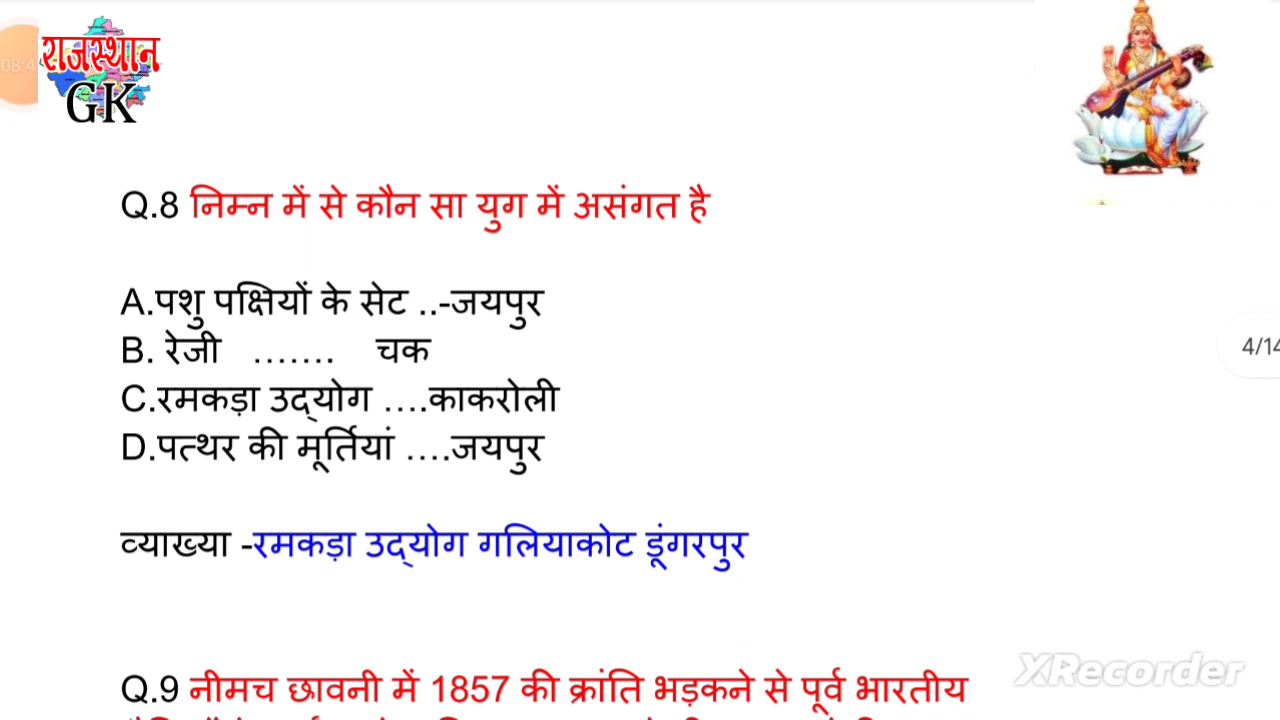 राजस्थान
GK
Q.8 निम्न में से कौन सा युग में असंगत है
A.पशु पक्षियों के सेट ..-जयपुर
B. रेजी ....... चक
4/14
C.रमकड़ा उद्योग ....काकरोली
D.पत्थर की मूर्तियां ....जयपुर
व्याख्या -रमकड़ा उद्योग गलियाकोट डूंगरपुर
XRecorder
Q.9 नीमच छावनी में 1857 की क्रांति भड़कने से पूर्व भारतीय